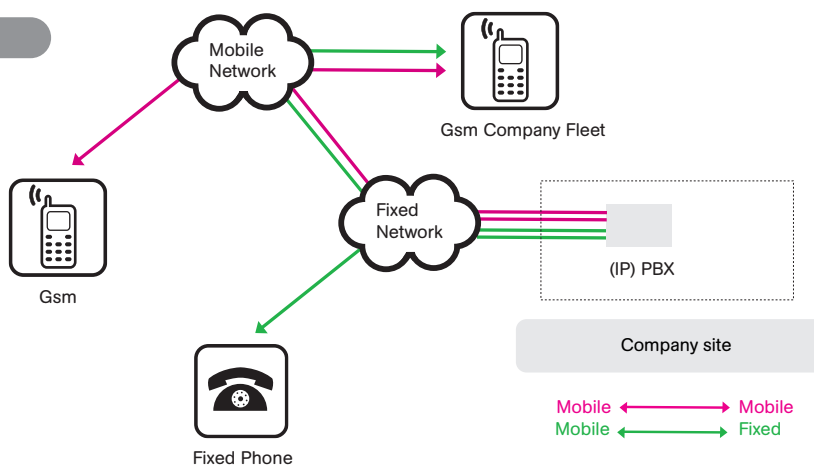 Mobile
Network
Gsm Company Fleet
Fixed
Network
(IP) PBX
Gsm
Company site
Mobile Mobile
Mobile Fixed
Fixed Phone